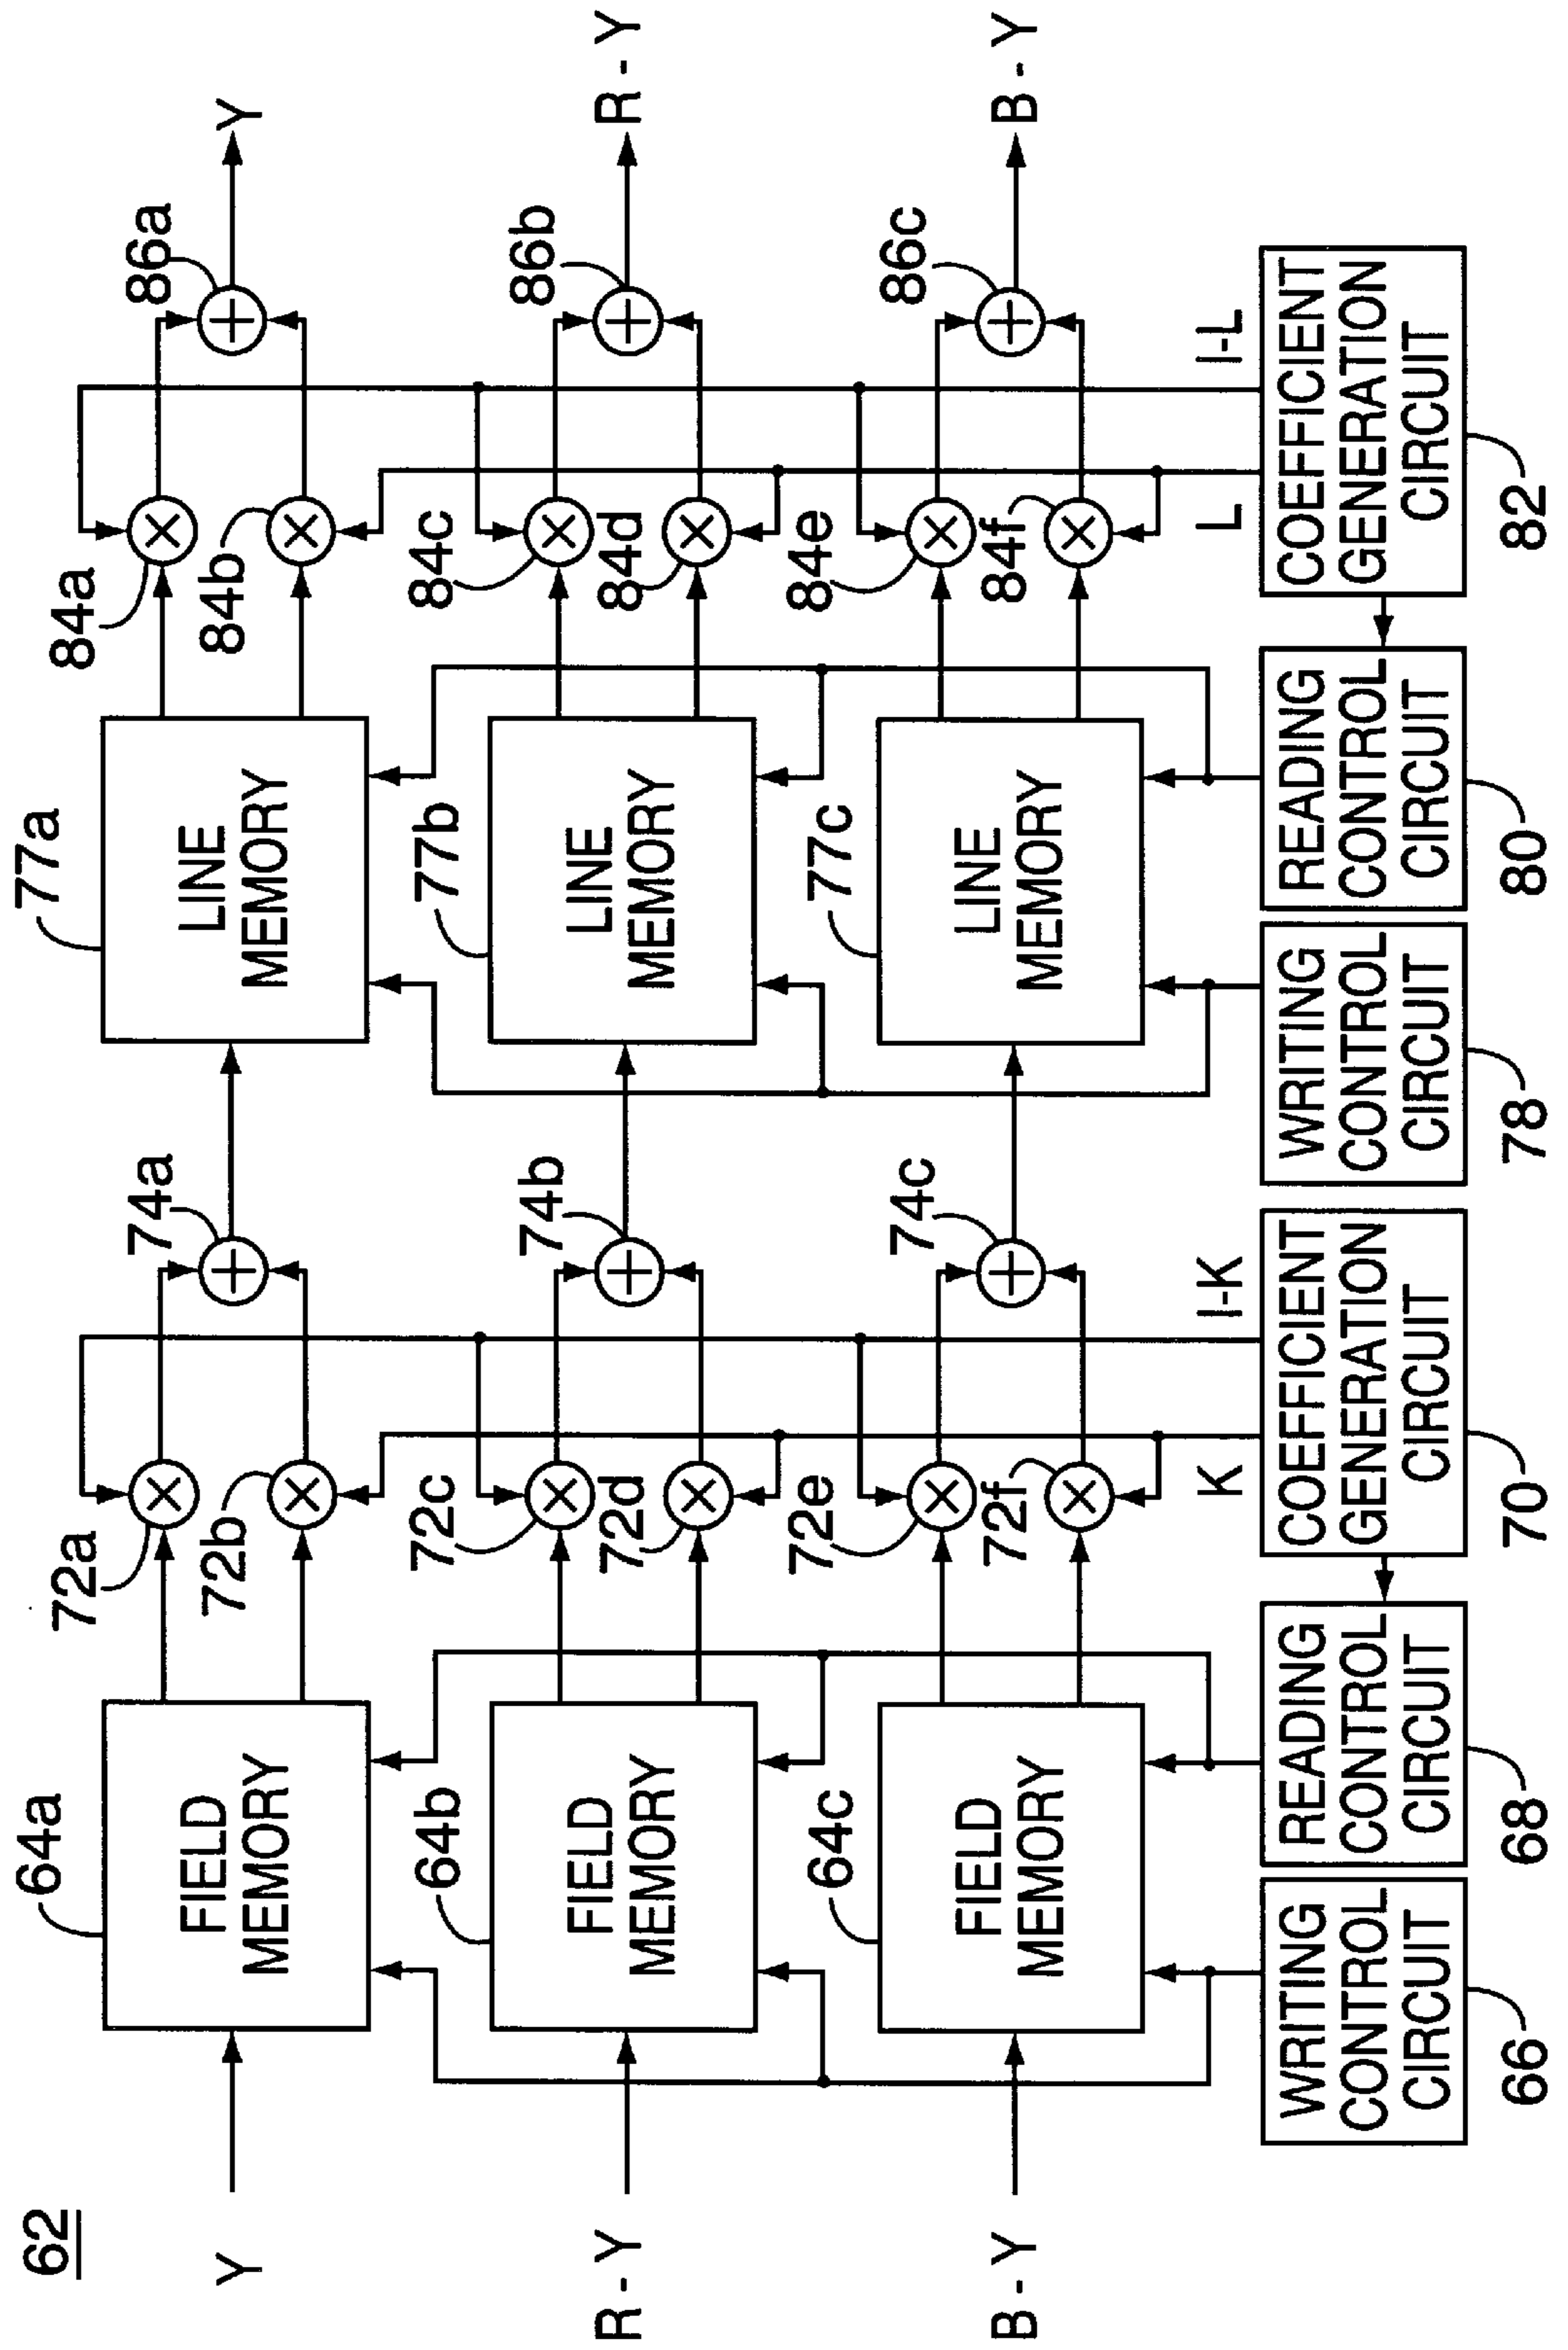 62
Y
R - Y
B - Y
64a
FIELD
MEMORY
64b
FIELD
MEMORY
64c
FIELD
MEMORY
WRITING
CONTROL
CIRCUIT
66
READING
CONTROL
CIRCUIT
68
72a
72b
72c
72d
72e
72f
K
I-K
COEFFICIENT
GENERATION
CIRCUIT
70
74a
74b
74c
77a
LINE
MEMORY
77b
LINE
MEMORY
77c
LINE
MEMORY
WRITING
CONTROL
CIRCUIT
78
READING
CONTROL
CIRCUIT
80
84a
84b
84c
84d
84e
84f
L
I-L
COEFFICIENT
GENERATION
CIRCUIT
82
86a
86b
86c
Y
R - Y
B - Y